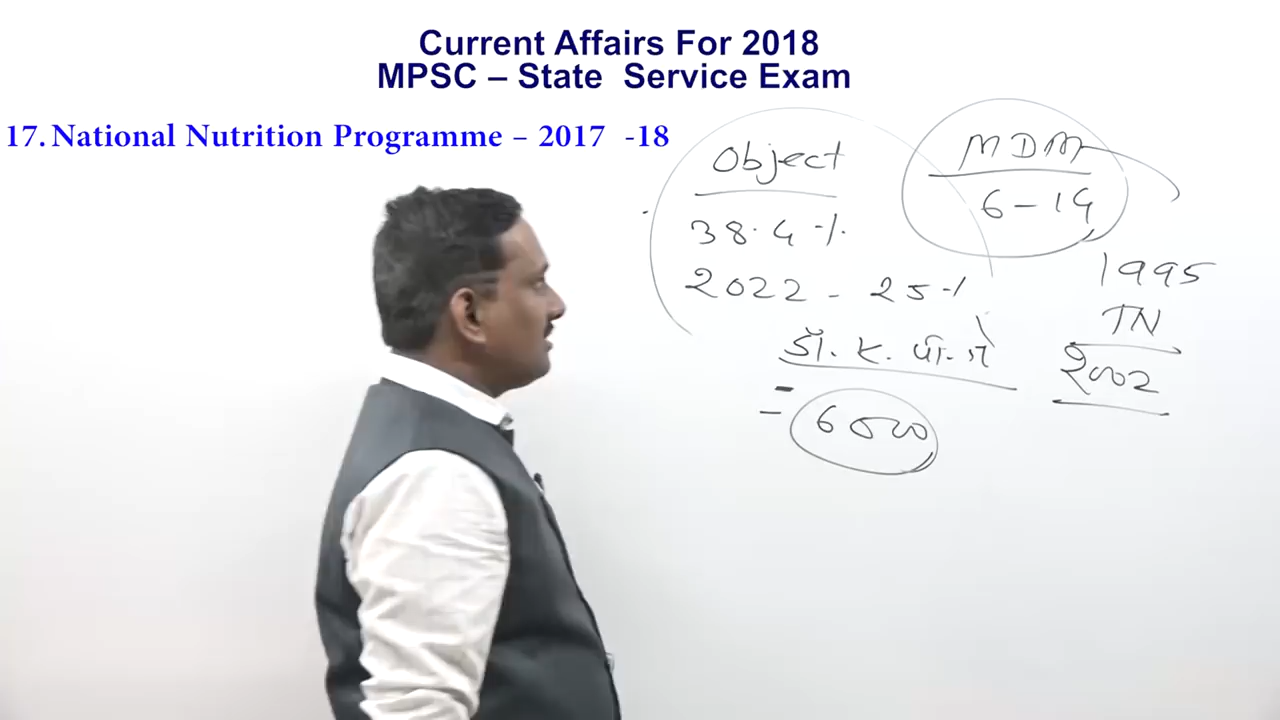 Current Affairs For 2018
MPSC – State Service Exam
17. National Nutrition Programme – 2017 -18
Object
38.4 %
2022 - 25 %
MDM
6 - 14
1995
TN
2002
डॉ. क.